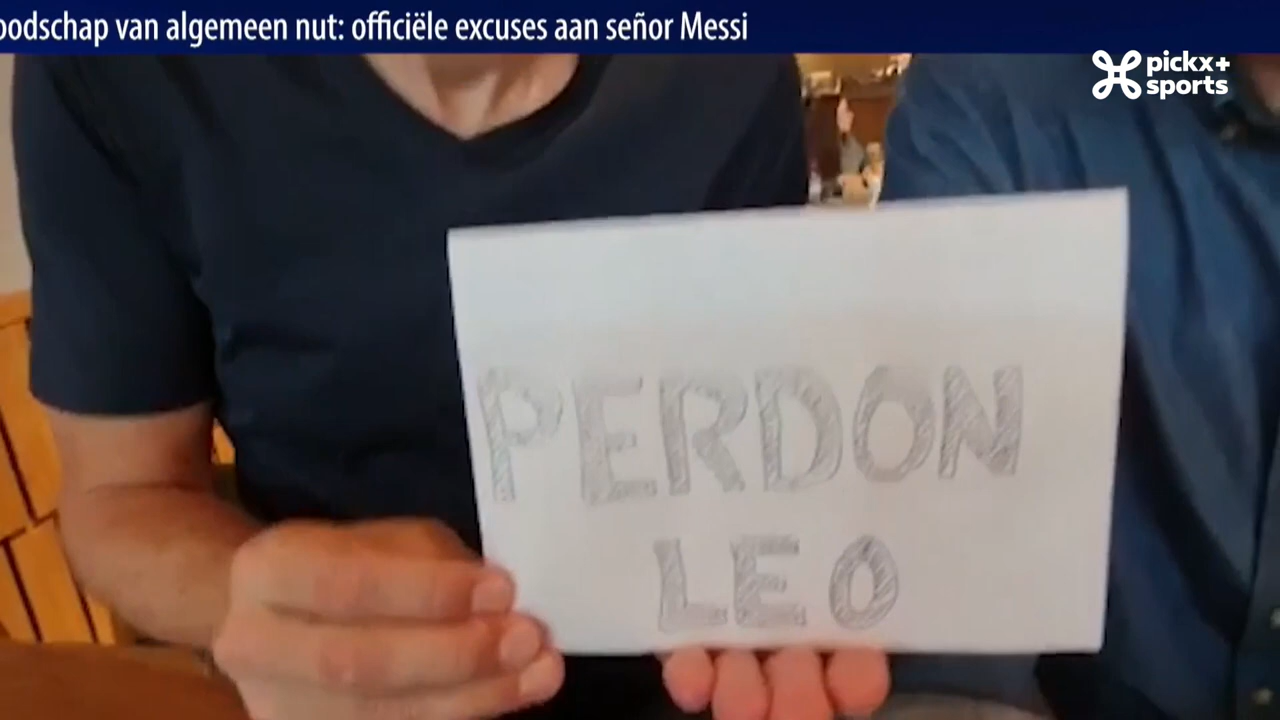 oodschap van algemeen nut: officiële excuses aan señor Messi
pickx+
sports
PERDON
LEO